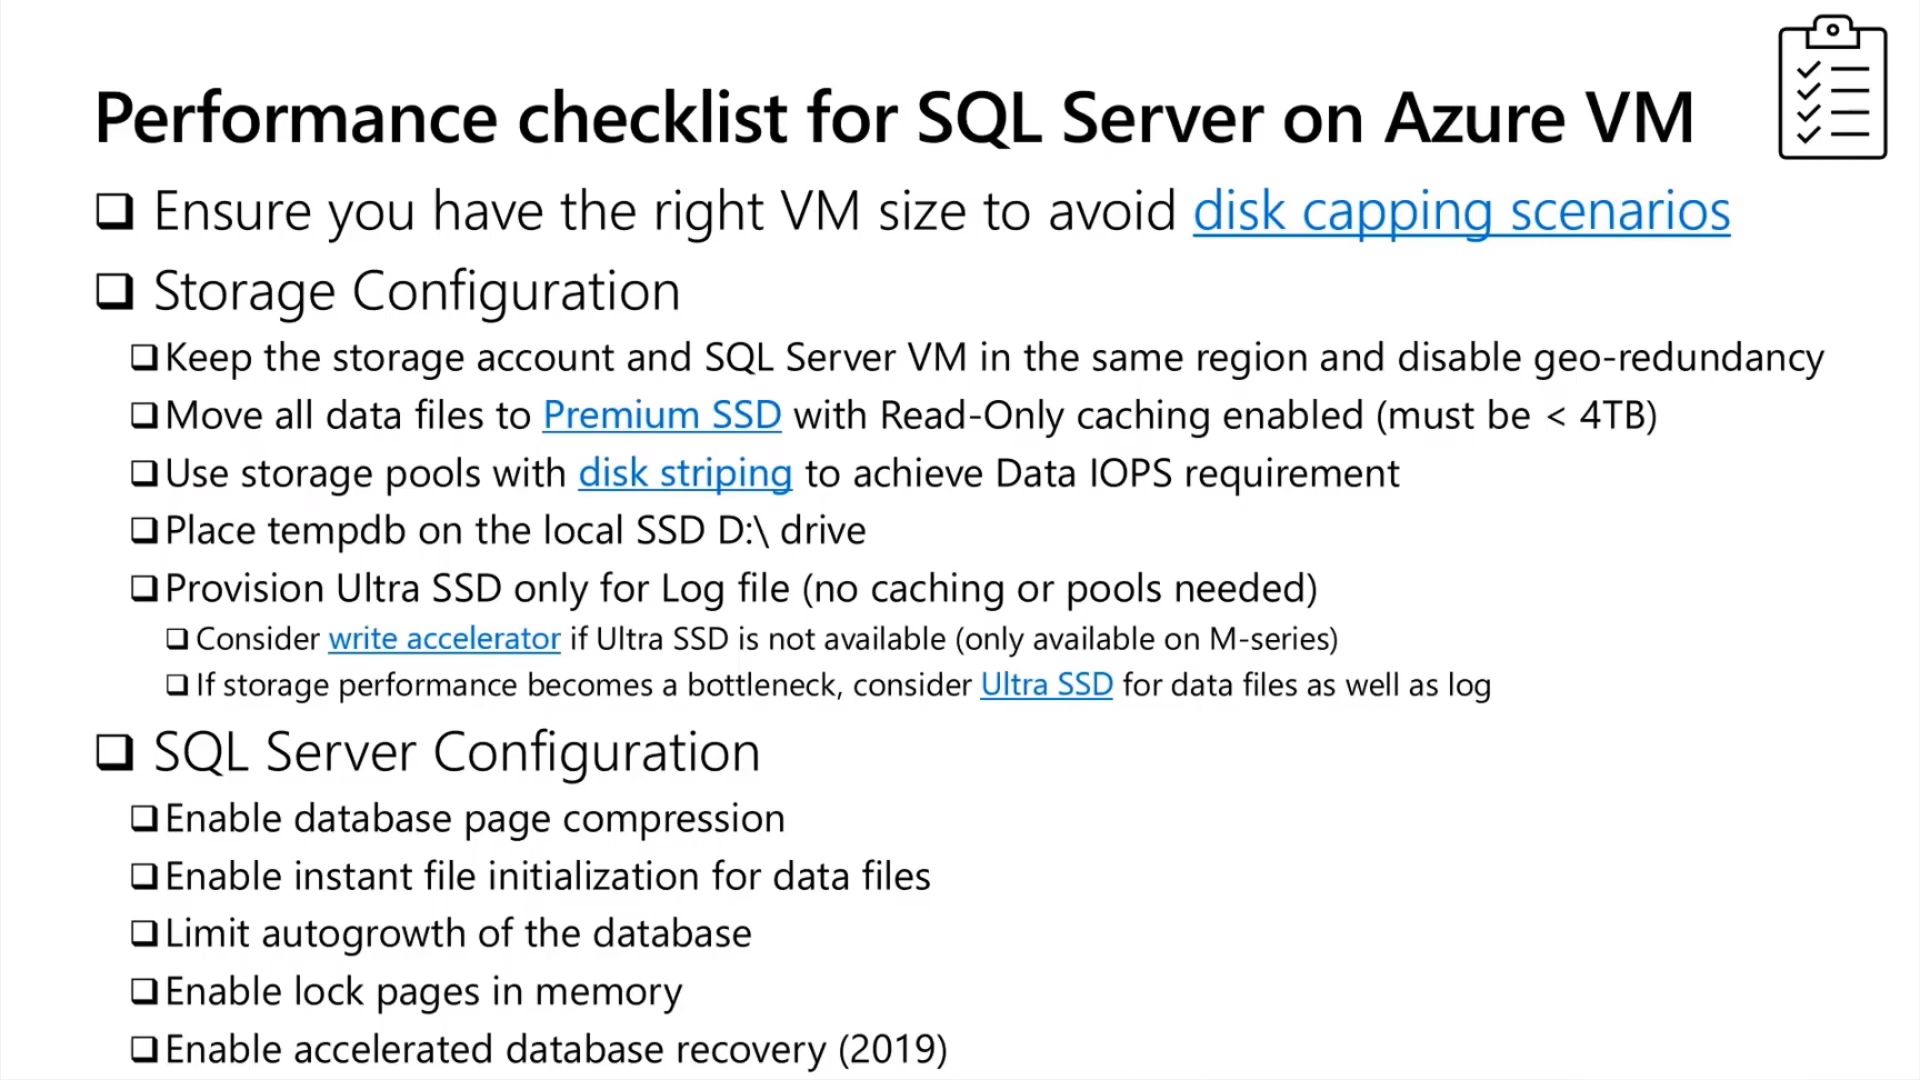 Performance checklist for SQL Server on Azure VM
Ensure you have the right VM size to avoid disk capping scenarios
Storage Configuration
Keep the storage account and SQL Server VM in the same region and disable geo-redundancy
Move all data files to Premium SSD with Read-Only caching enabled (must be < 4TB)
Use storage pools with disk striping to achieve Data IOPS requirement
Place tempdb on the local SSD D:\ drive
Provision Ultra SSD only for Log file (no caching or pools needed)
Consider write accelerator if Ultra SSD is not available (only available on M-series)
If storage performance becomes a bottleneck, consider Ultra SSD for data files as well as log
SQL Server Configuration
Enable database page compression
Enable instant file initialization for data files
Limit autogrowth of the database
Enable lock pages in memory
Enable accelerated database recovery (2019)